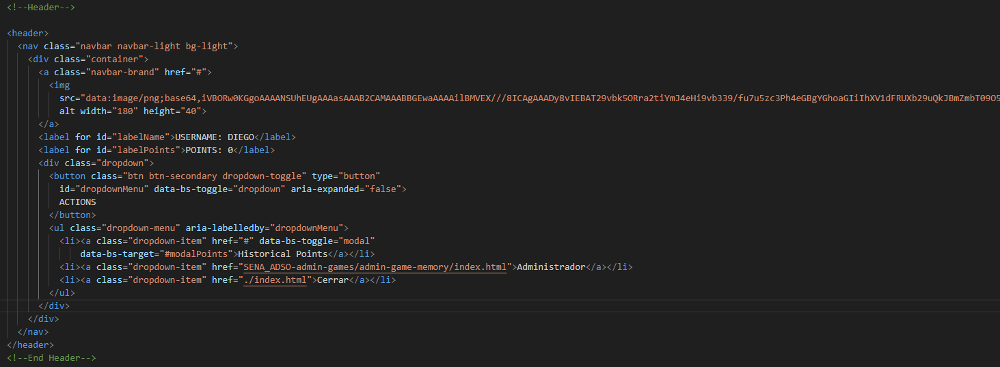 <!--Header-->
<header>
<nav class="navbar navbar-light bg-light">
<div class="container">
<a class="navbar-brand" href="#">
<img
src="data:image/png;base64,iVBORw0KGgoAAAANSUhEUgAAAasAAAB2CAMAAABBGEwaAAAAilBMVEX///8ICAgAAADy8vIEBAT29vbk5ORra2tiYmJ4eHi9vb339/fu7u5zc3Ph4eGBgYGhoaGIiIhXV1dFRUXb29uQkJBmZmbT09O5
alt width="180" height="40">
</a>
<label for id="labelName">USERNAME: DIEGO</label>
<label for id="labelPoints">POINTS: 0</label>
<div class="dropdown">
<button class="btn btn-secondary dropdown-toggle" type="button"
id="dropdownMenu" data-bs-toggle="dropdown" aria-expanded="false">
ACTIONS
</button>
<ul class="dropdown-menu" aria-labelledby="dropdownMenu">
<li><a class="dropdown-item" href="#" data-bs-toggle="modal"
data-bs-target="#modalPoints">Historical Points</a></li>
<li><a class="dropdown-item" href="SENA_ADSO-admin-games/admin-game-memory/index.html">Administrador</a></li>
<li><a class="dropdown-item" href="./index.html">Cerrar</a></li>
</ul>
</div>
</div>
</nav>
</header>
<!--End Header-->